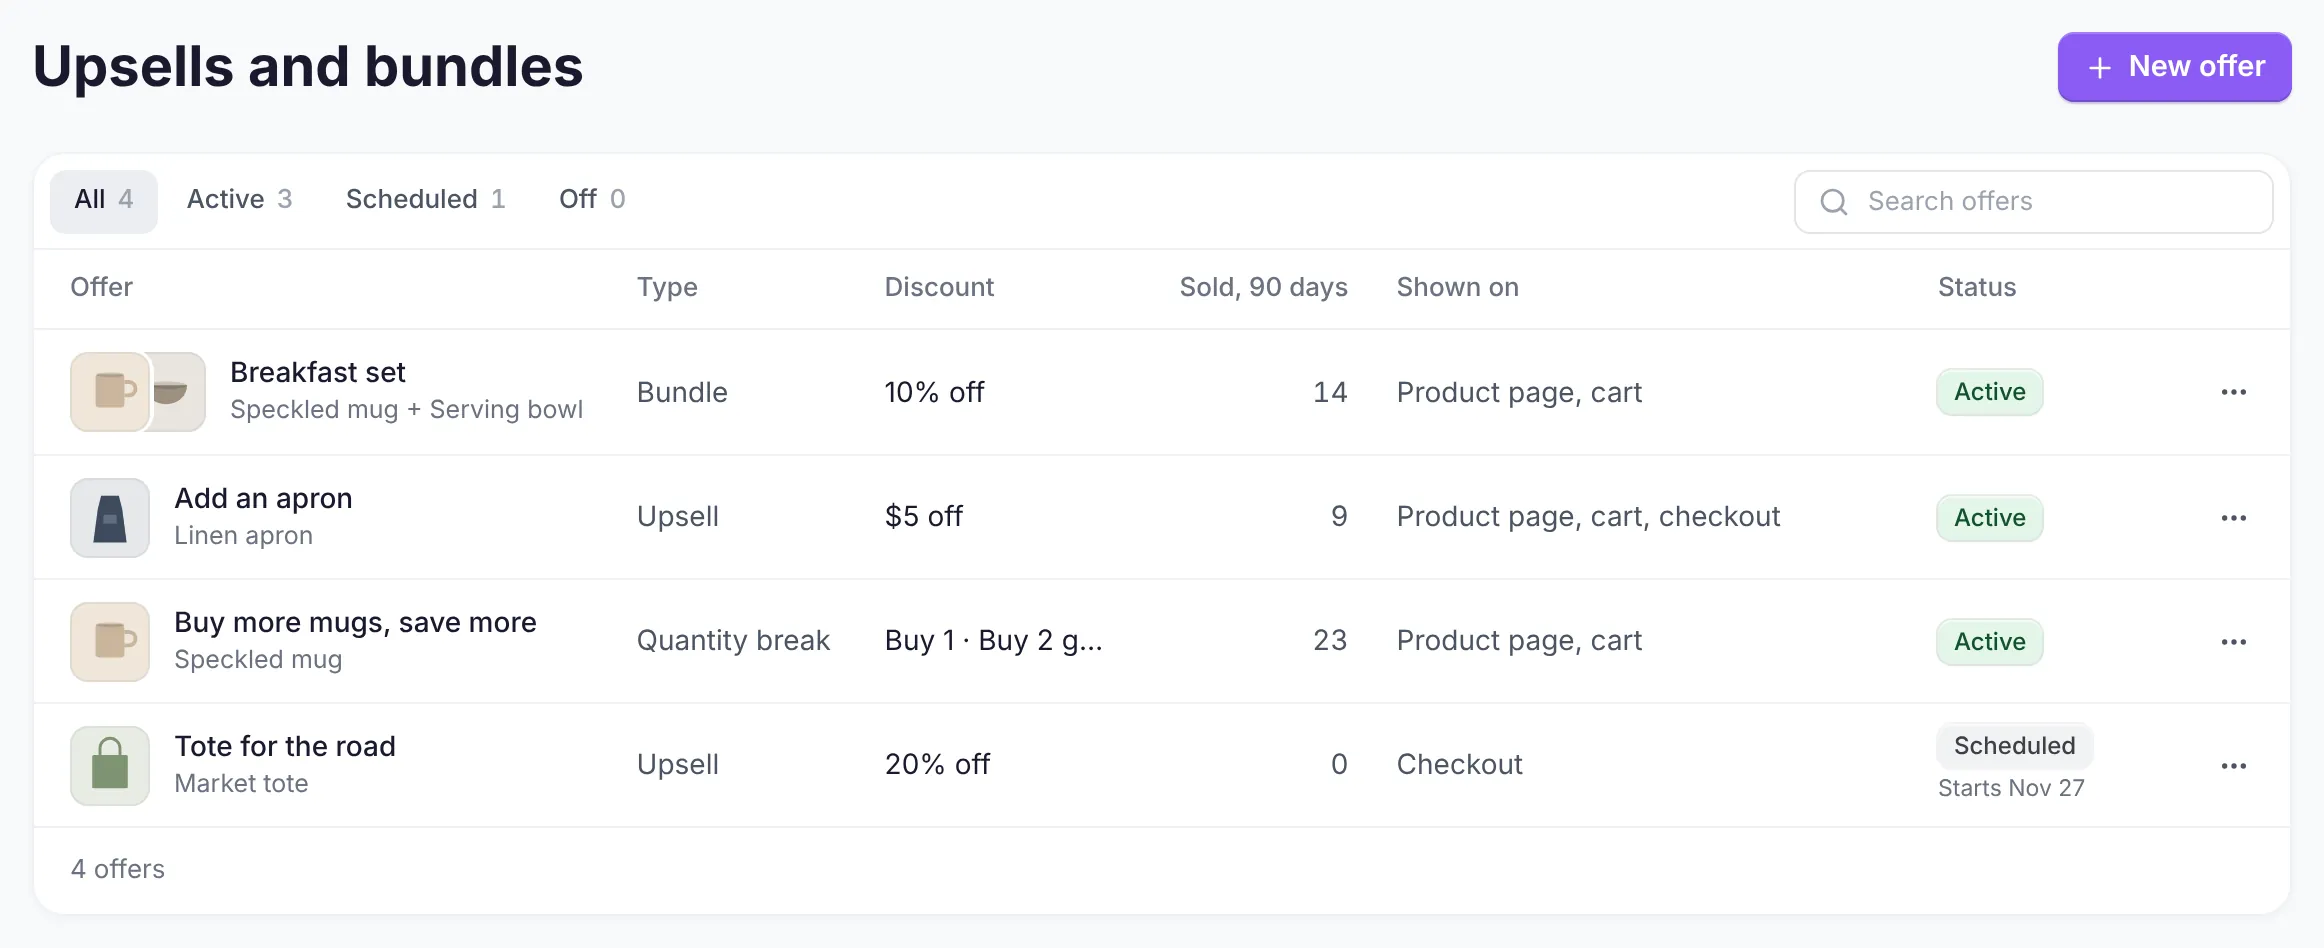 Upsells and bundles
New offer
All 4 Active 3 Scheduled 1 Off 0 Search offers
Offer Type Discount Sold, 90 days Shown on Status
Breakfast set
Speckled mug + Serving bowl
Bundle 10% off 14 Product page, cart Active
Add an apron
Linen apron
Upsell $5 off 9 Product page, cart, checkout Active
Buy more mugs, save more
Speckled mug
Quantity break Buy 1 · Buy 2 g... 23 Product page, cart Active
Tote for the road
Market tote
Upsell 20% off 0 Checkout Scheduled
Starts Nov 27
4 offers